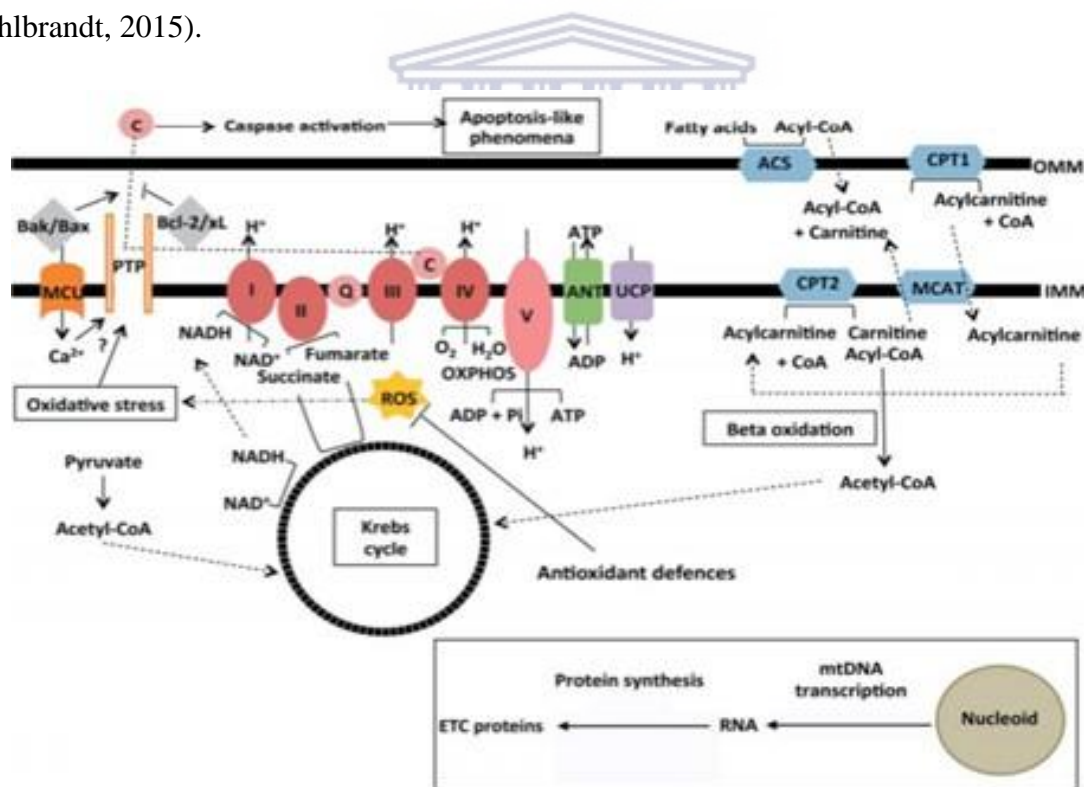 hlbrandt, 2015).
C
Caspase activation
Apoptosis-like
phenomena
Fatty acids
Acyl-CoA
ACS
CPT1
OMM
Bak/Bax
Bcl-2/xL
Acylcarnitine
+ CoA
Acyl-CoA
+ Carnitine
H⁺
H⁺
H⁺
ATP
PTP
C
MCU
I
II
Q
III
IV
V
ANT
UCP
CPT2
MCAT
IMM
Ca²⁺
?
NADH
NAD⁺
Fumarate
Succinate
O₂
H₂O
OXPHOS
ADP
H⁺
Acylcarnitine
+ CoA
Carnitine
Acyl-CoA
Acylcarnitine
Oxidative stress
ROS
ADP + Pi
ATP
H⁺
Beta oxidation
Pyruvate
NADH
NAD⁺
Acetyl-CoA
Acetyl-CoA
Krebs
cycle
Antioxidant defences
Protein synthesis
mtDNA
transcription
ETC proteins
RNA
Nucleoid